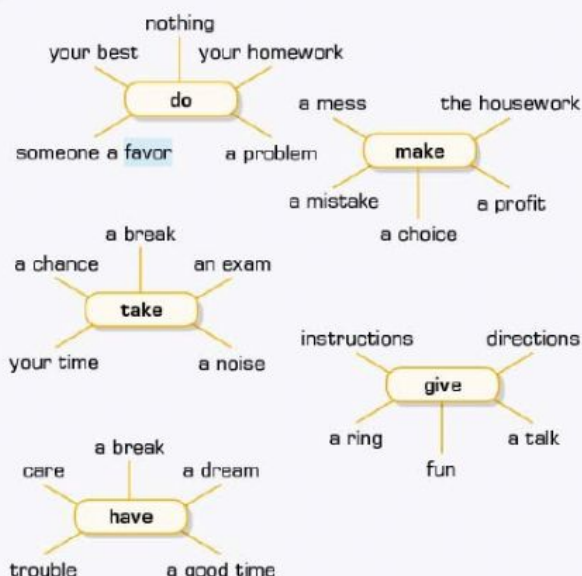 nothing
your best your homework
do
someone a favor a problem
a mess the housework
make
a mistake a profit
a choice
a break
a chance an exam
take
your time a noise
instructions directions
give
a ring a talk
fun
a break
care a dream
have
trouble a good time